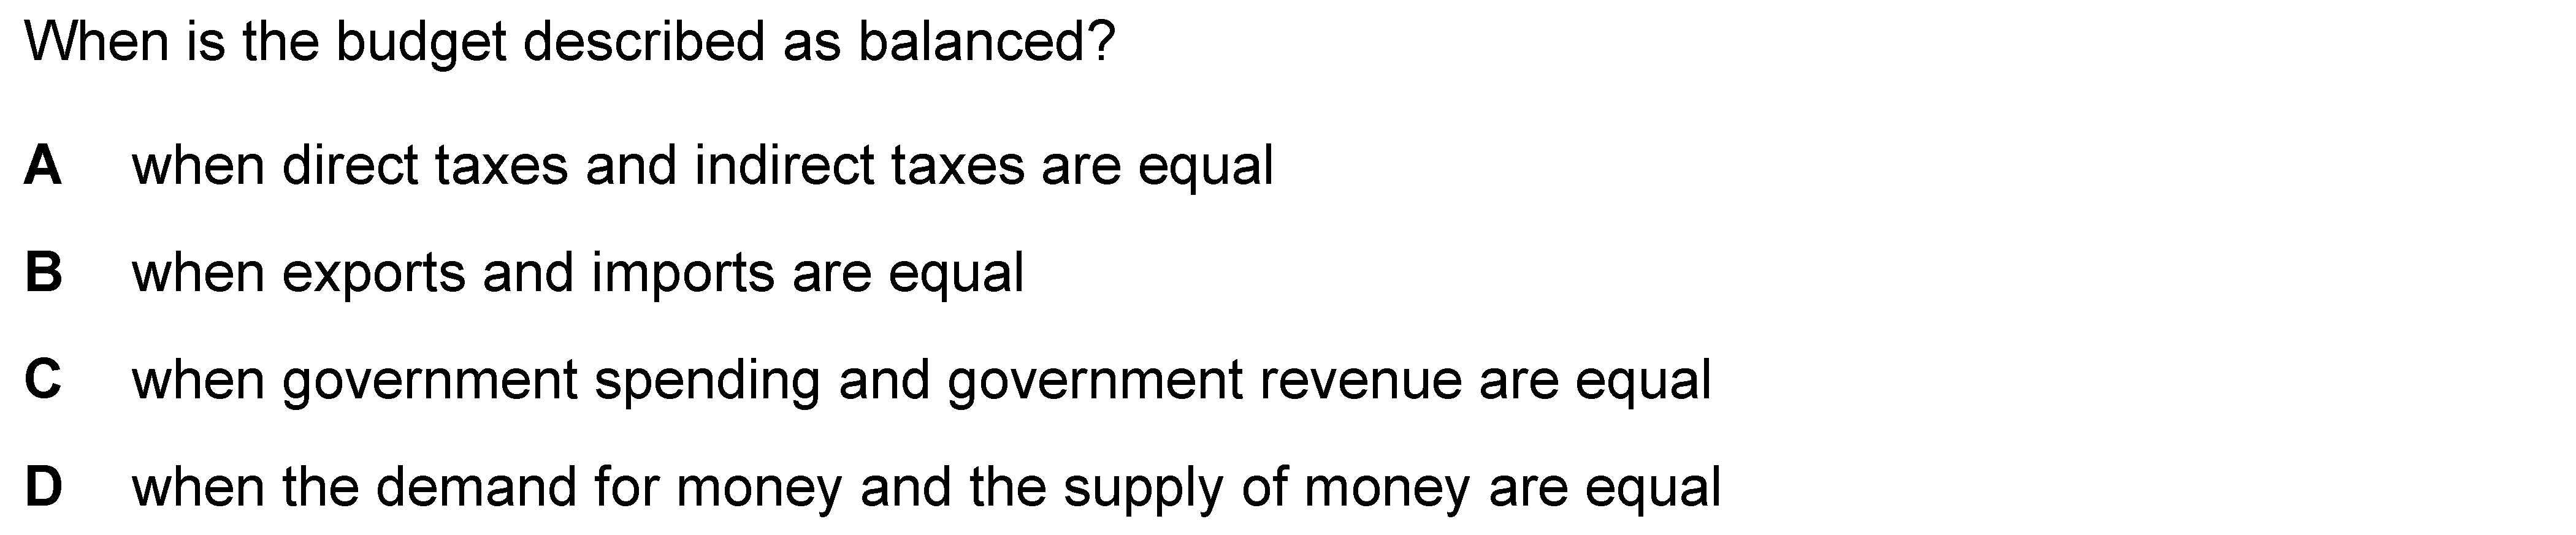 When is the budget described as balanced?
A when direct taxes and indirect taxes are equal
B when exports and imports are equal
C when government spending and government revenue are equal
D when the demand for money and the supply of money are equal